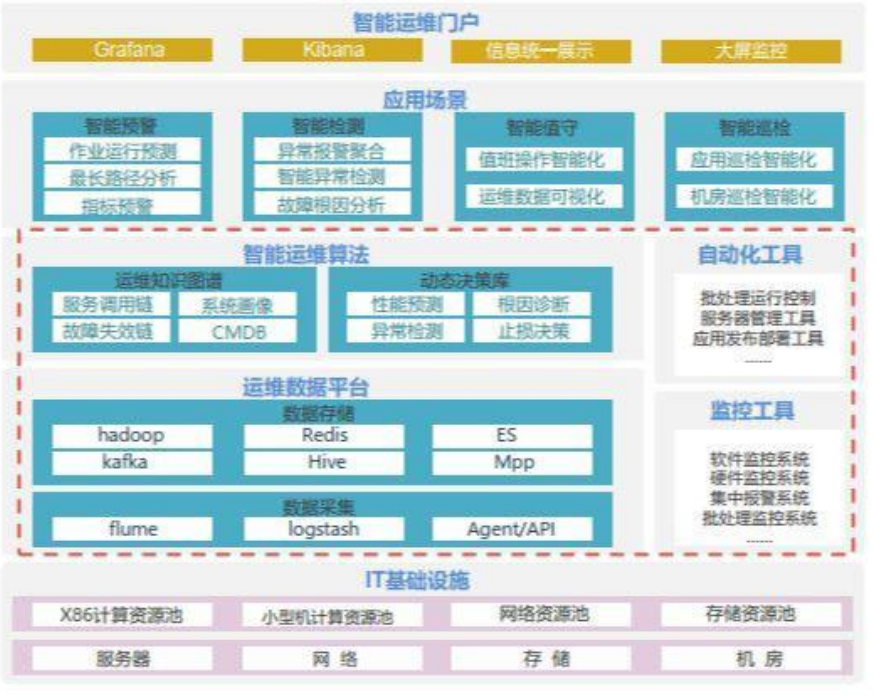 智能运维门户
Grafana Kibana 信息统一展示 大屏监控
应用场景
智能预警 智能检测 智能值守 智能巡检
作业运行预测 异常报警聚合 值班操作智能化 应用巡检智能化
最长路径分析 智能异常检测
指标预警 故障根因分析 运维数据可视化 机房巡检智能化
智能运维算法
运维知识图谱 动态决策库
服务调用链 系统画像 性能预测 根因诊断
故障失效链 CMDB 异常检测 止损决策
自动化工具
批处理运行控制
服务器管理工具
应用发布部署工具
......
运维数据平台
数据存储
hadoop Redis ES
kafka Hive Mpp
数据采集
flume logstash Agent/API
监控工具
软件监控系统
硬件监控系统
集中报警系统
批处理监控系统
......
IT基础设施
X86计算资源池 小型机计算资源池 网络资源池 存储资源池
服务器 网 络 存 储 机 房